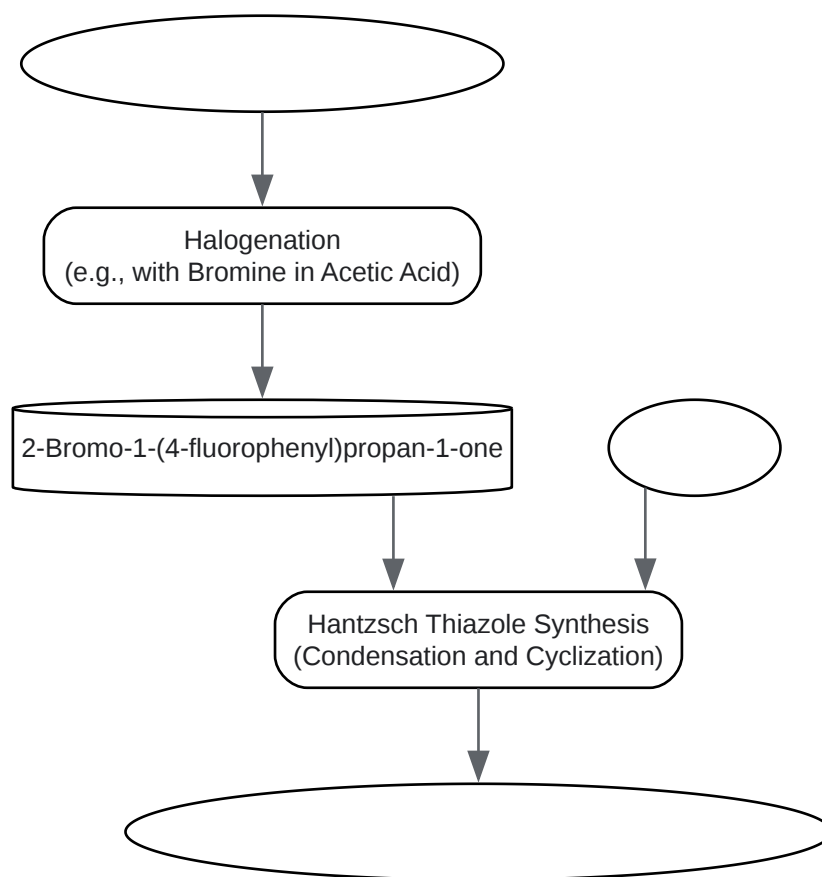 Halogenation
(e.g., with Bromine in Acetic Acid)
2-Bromo-1-(4-fluorophenyl)propan-1-one
Hantzsch Thiazole Synthesis
(Condensation and Cyclization)